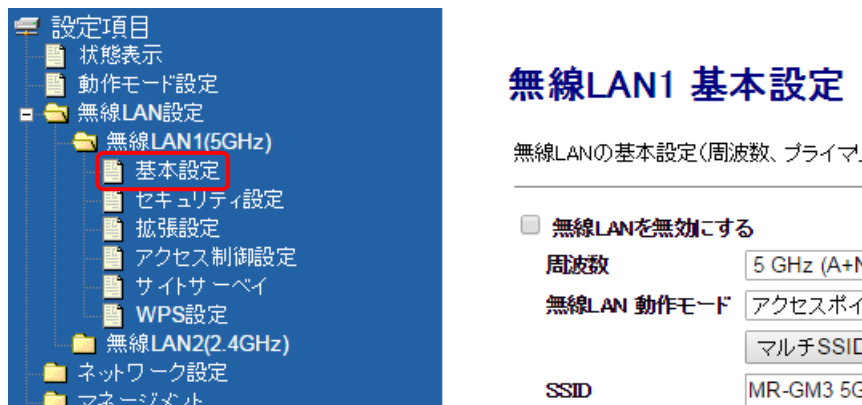 設定項目
状態表示
動作モード設定
無線LAN設定
無線LAN1(5GHz)
基本設定
セキュリティ設定
拡張設定
アクセス制御設定
サイトサーベイ
WPS設定
無線LAN2(2.4GHz)
ネットワーク設定
マネージメント
無線LAN1 基本設定
無線LANの基本設定(周波数、プライマ
無線LANを無効にする
周波数
5 GHz (A+N
無線LAN 動作モード
アクセスポイ
マルチSSID
SSID
MR-GM3 5G